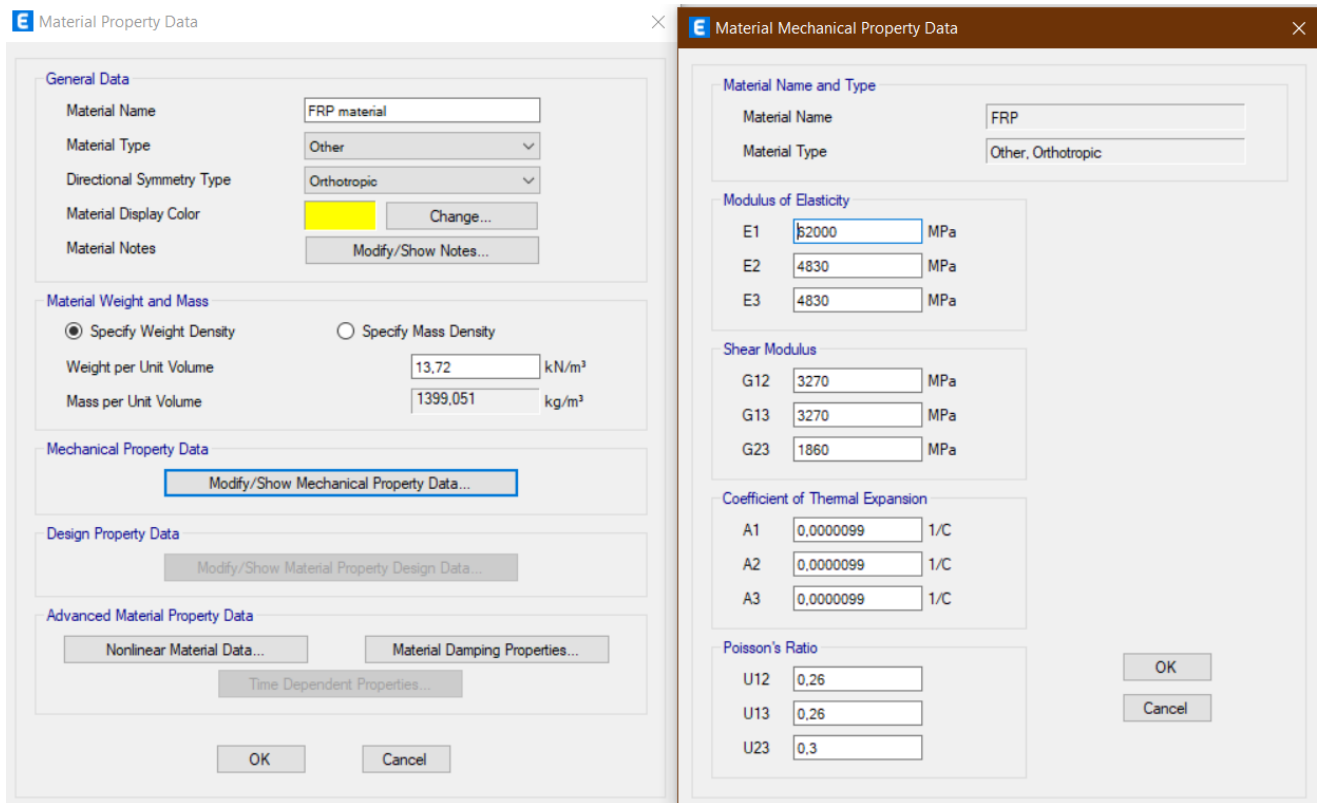 E Material Property Data
General Data
Material Name FRP material
Material Type Other
Directional Symmetry Type Orthotropic
Material Display Color Change...
Material Notes Modify/Show Notes...
Material Weight and Mass
Specify Weight Density Specify Mass Density
Weight per Unit Volume 13,72 kN/m³
Mass per Unit Volume 1399,051 kg/m³
Mechanical Property Data
Modify/Show Mechanical Property Data...
Design Property Data
Modify/Show Material Property Design Data...
Advanced Material Property Data
Nonlinear Material Data... Material Damping Properties...
Time Dependent Properties...
OK Cancel
E Material Mechanical Property Data
Material Name and Type
Material Name FRP
Material Type Other, Orthotropic
Modulus of Elasticity
E1 62000 MPa
E2 4830 MPa
E3 4830 MPa
Shear Modulus
G12 3270 MPa
G13 3270 MPa
G23 1860 MPa
Coefficient of Thermal Expansion
A1 0,0000099 1/C
A2 0,0000099 1/C
A3 0,0000099 1/C
Poisson's Ratio
U12 0,26
U13 0,26
U23 0,3
OK
Cancel